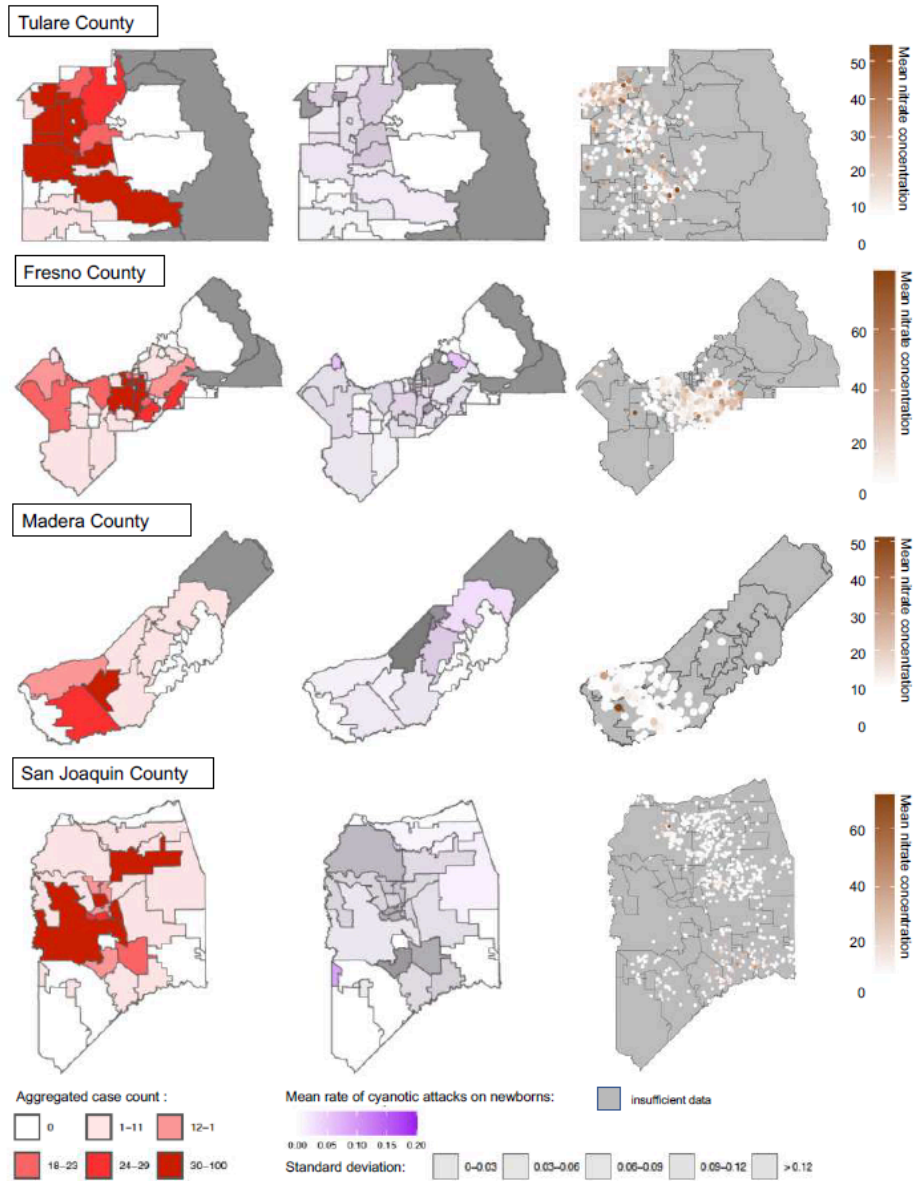 Tulare County
50
40
30
20
10
0
Mean nitrate concentration
Fresno County
60
40
20
0
Mean nitrate concentration
Madera County
50
40
30
20
10
0
Mean nitrate concentration
San Joaquin County
60
40
20
0
Mean nitrate concentration
Aggregated case count :
0
1-11
12-1
18-23
24-29
30-100
Mean rate of cyanotic attacks on newborns:
0.00 0.05 0.10 0.20
insufficient data
Standard deviation:
0-0.03
0.03-0.06
0.06-0.09
0.09-0.12
>0.12